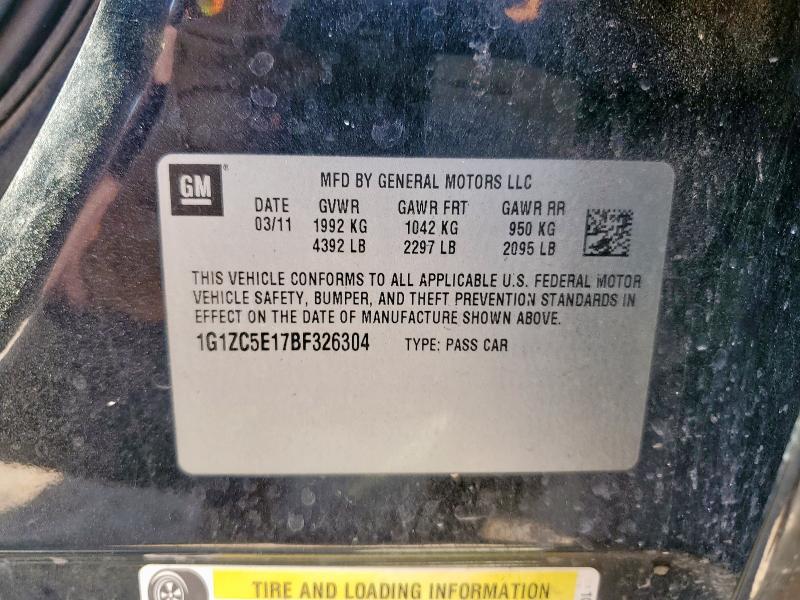 GM
MFD BY GENERAL MOTORS LLC
DATE GVWR GAWR FRT GAWR RR
03/11 1992 KG 1042 KG 950 KG
4392 LB 2297 LB 2095 LB
THIS VEHICLE CONFORMS TO ALL APPLICABLE U.S. FEDERAL MOTOR
VEHICLE SAFETY, BUMPER, AND THEFT PREVENTION STANDARDS IN
EFFECT ON THE DATE OF MANUFACTURE SHOWN ABOVE.
1G1ZC5E17BF326304 TYPE: PASS CAR
TIRE AND LOADING INFORMATION